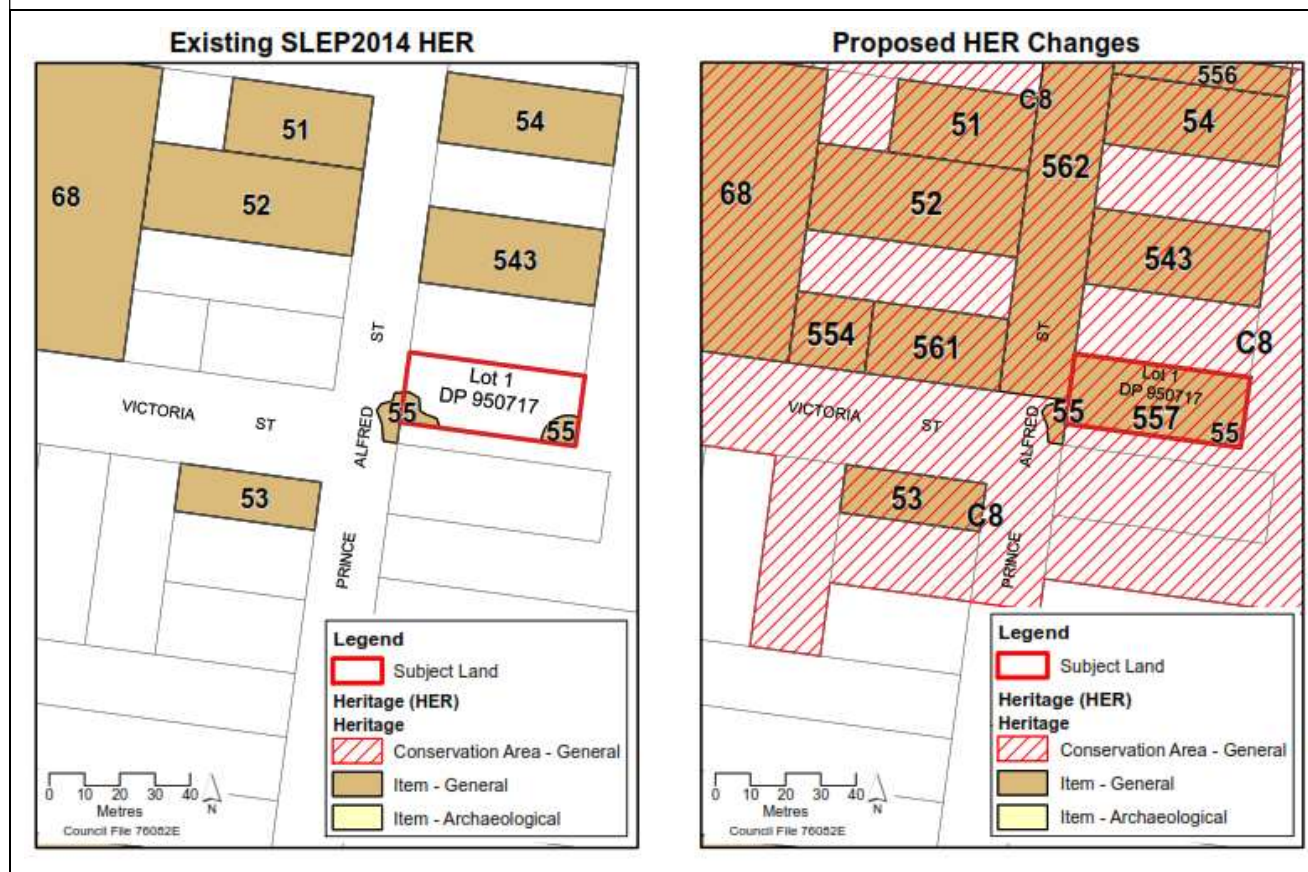 Existing SLEP2014 HER
51
54
68
52
543
ST
Lot 1
DP 950717
VICTORIA ST
ALFRED
55
55
53
PRINCE
Legend
Subject Land
Heritage (HER)
Heritage
Conservation Area - General
Item - General
Item - Archaeological
0 10 20 30 40
N
Metres
Council File 76082E
Proposed HER Changes
556
C8
51
54
562
68
52
543
ST
C8
554
561
Lot 1
DP 950717
VICTORIA ST
ALFRED
55
557
55
53
C8
PRINCE
Legend
Subject Land
Heritage (HER)
Heritage
Conservation Area - General
Item - General
Item - Archaeological
0 10 20 30 40
N
Metres
Council File 76082E